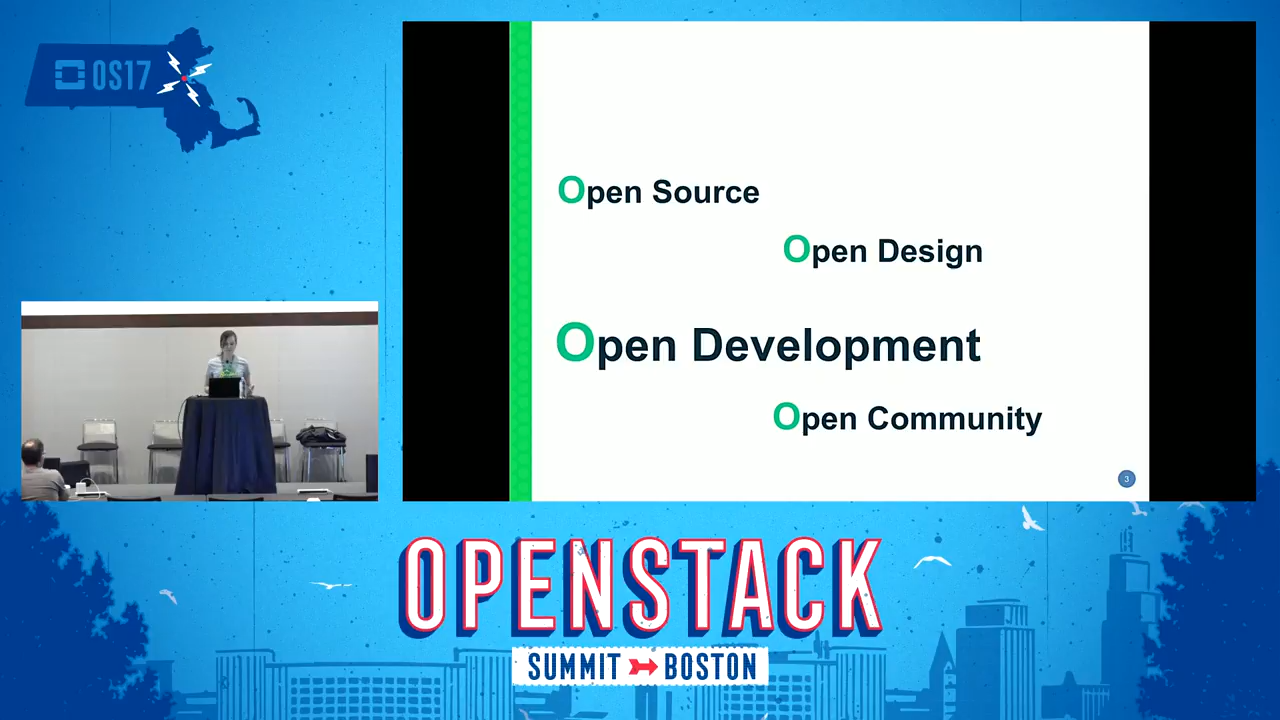 OS17
Open Source
Open Design
Open Development
Open Community
3
OPENSTACK
SUMMIT BOSTON